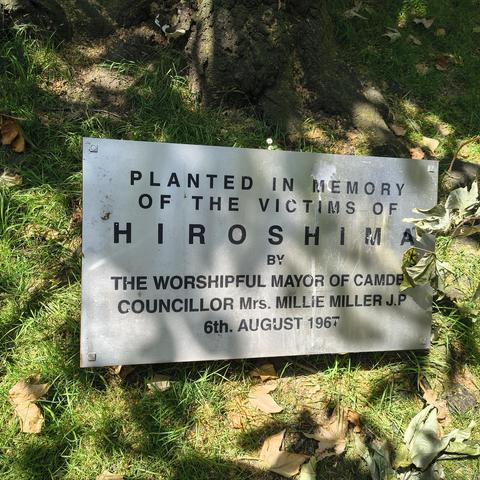 PLANTED IN MEMORY
OF THE VICTIMS OF
HIROSHIMA
BY
THE WORSHIPFUL MAYOR OF CAMDE
COUNCILLOR Mrs. MILLIE MILLER J.P
6th. AUGUST 1967